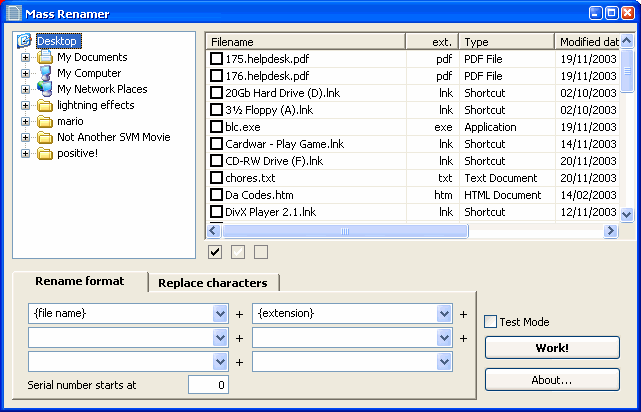 Mass Renamer
Desktop
My Documents
My Computer
My Network Places
lightning effects
mario
Not Another SVM Movie
positive!
Filename ext. Type Modified dat
175.helpdesk.pdf pdf PDF File 19/11/2003
176.helpdesk.pdf pdf PDF File 19/11/2003
20Gb Hard Drive (D).lnk lnk Shortcut 02/10/2003
3½ Floppy (A).lnk lnk Shortcut 02/10/2003
blc.exe exe Application 19/11/2003
Cardwar - Play Game.lnk lnk Shortcut 14/11/2003
CD-RW Drive (F).lnk lnk Shortcut 20/11/2003
chores.txt txt Text Document 20/11/2003
Da Codes.htm htm HTML Document 14/02/2003
DivX Player 2.1.lnk lnk Shortcut 12/11/2003
Rename format Replace characters
{file name} + {extension} +
+ +
+
Serial number starts at 0
Test Mode
Work!
About...